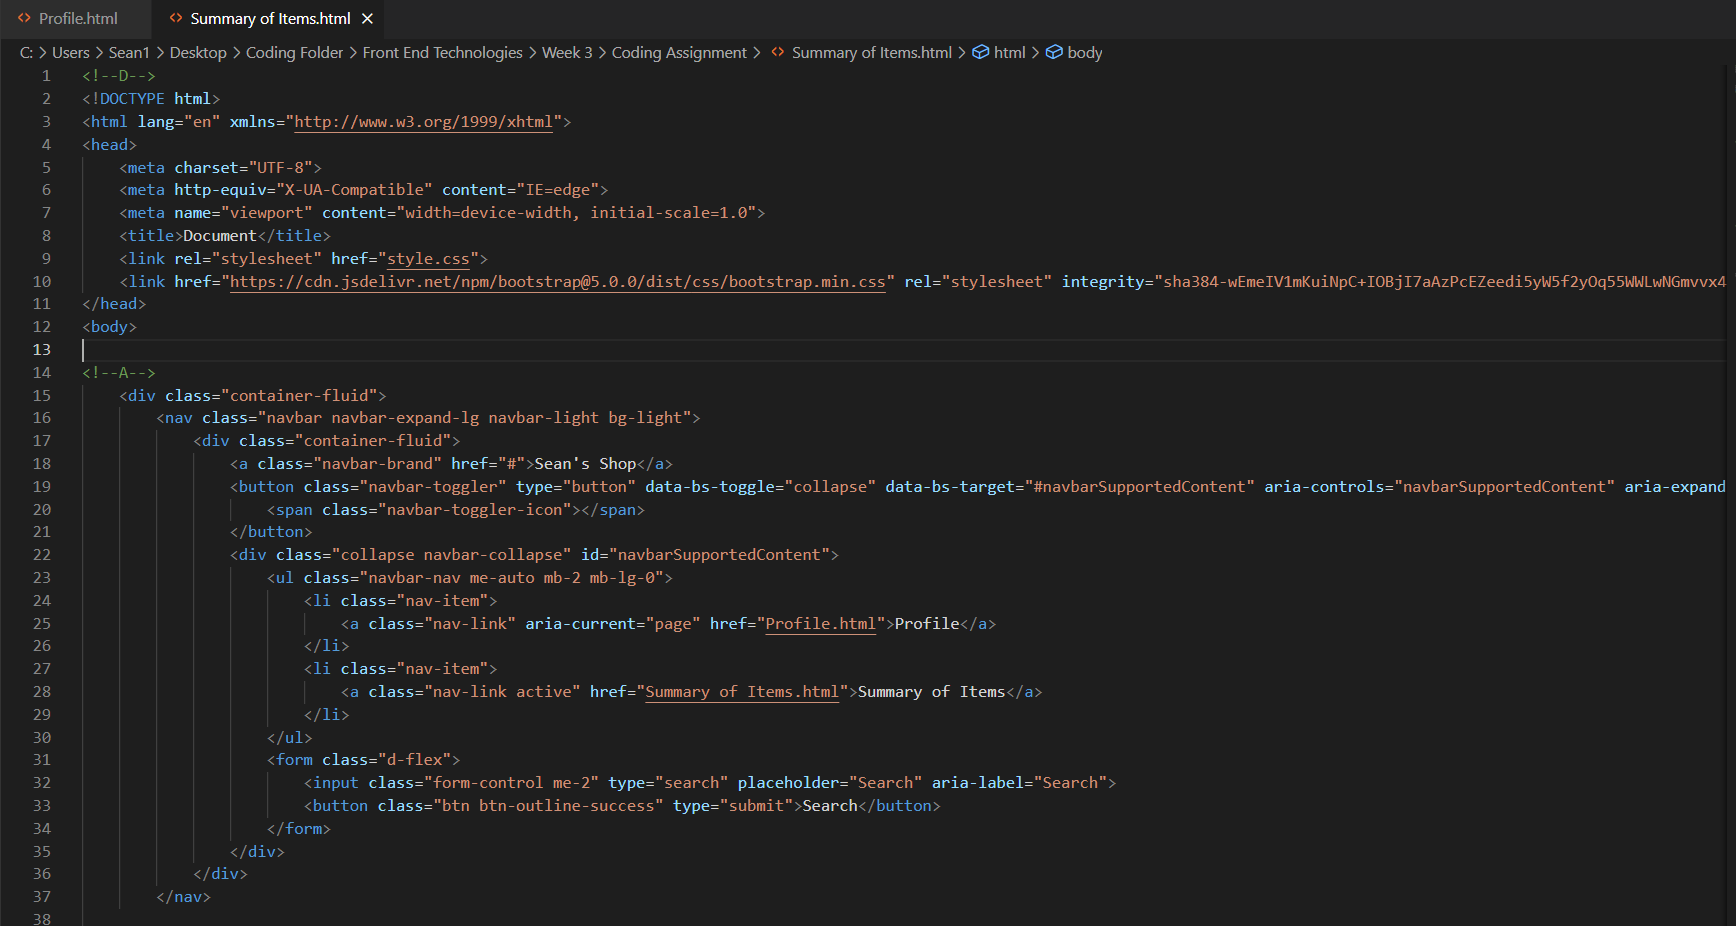 Profile.html Summary of Items.html
C: > Users > Sean1 > Desktop > Coding Folder > Front End Technologies > Week 3 > Coding Assignment > Summary of Items.html > html > body
1 <!--D-->
2 <!DOCTYPE html>
3 <html lang="en" xmlns="http://www.w3.org/1999/xhtml">
4 <head>
5 <meta charset="UTF-8">
6 <meta http-equiv="X-UA-Compatible" content="IE=edge">
7 <meta name="viewport" content="width=device-width, initial-scale=1.0">
8 <title>Document</title>
9 <link rel="stylesheet" href="style.css">
10 <link href="https://cdn.jsdelivr.net/npm/bootstrap@5.0.0/dist/css/bootstrap.min.css" rel="stylesheet" integrity="sha384-wEmeIV1mKuiNpC+IOBjI7aAzPcEZeedi5yW5f2yOq55WWLwNGmvvx4
11 </head>
12 <body>
13
14 <!--A-->
15 <div class="container-fluid">
16 <nav class="navbar navbar-expand-lg navbar-light bg-light">
17 <div class="container-fluid">
18 <a class="navbar-brand" href="#">Sean's Shop</a>
19 <button class="navbar-toggler" type="button" data-bs-toggle="collapse" data-bs-target="#navbarSupportedContent" aria-controls="navbarSupportedContent" aria-expand
20 <span class="navbar-toggler-icon"></span>
21 </button>
22 <div class="collapse navbar-collapse" id="navbarSupportedContent">
23 <ul class="navbar-nav me-auto mb-2 mb-lg-0">
24 <li class="nav-item">
25 <a class="nav-link" aria-current="page" href="Profile.html">Profile</a>
26 </li>
27 <li class="nav-item">
28 <a class="nav-link active" href="Summary of Items.html">Summary of Items</a>
29 </li>
30 </ul>
31 <form class="d-flex">
32 <input class="form-control me-2" type="search" placeholder="Search" aria-label="Search">
33 <button class="btn btn-outline-success" type="submit">Search</button>
34 </form>
35 </div>
36 </div>
37 </nav>
38